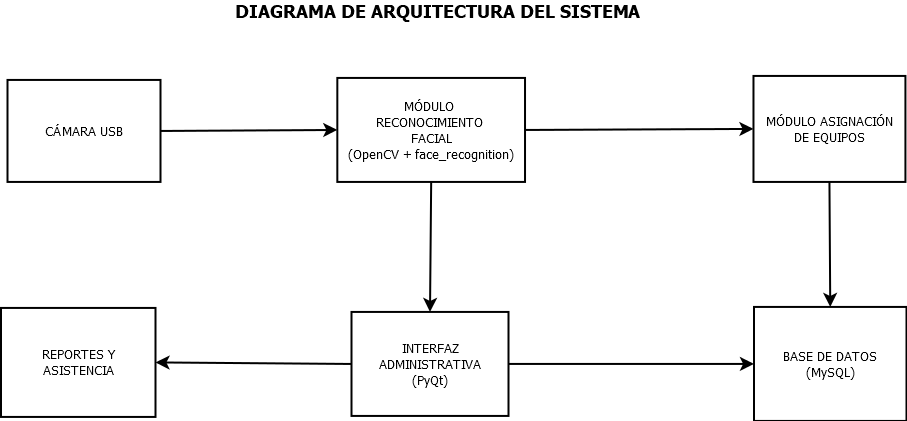 DIAGRAMA DE ARQUITECTURA DEL SISTEMA
CÁMARA USB
MÓDULO
RECONOCIMIENTO
FACIAL
(OpenCV + face_recognition)
MÓDULO ASIGNACIÓN
DE EQUIPOS
REPORTES Y
ASISTENCIA
INTERFAZ
ADMINISTRATIVA
(PyQt)
BASE DE DATOS
(MySQL)